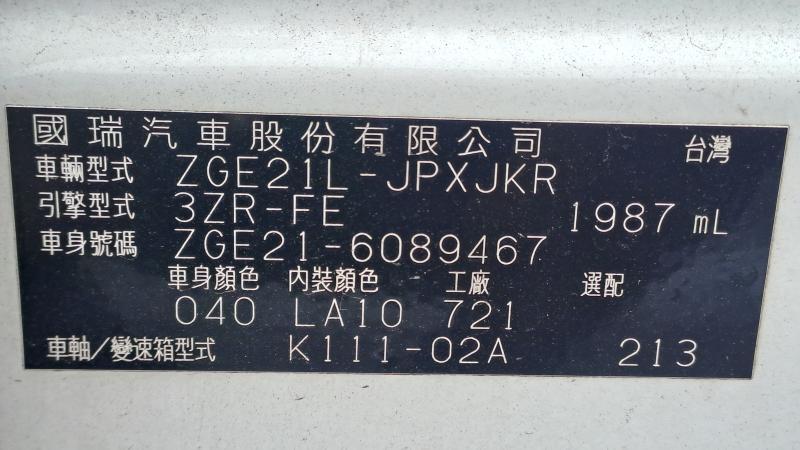 國瑞汽車股份有限公司 台灣
車輛型式 ZGE21L-JPXJKR
引擎型式 3ZR-FE 1987 mL
車身號碼 ZGE21-6089467
車身顏色 內裝顏色 工廠 選配
040 LA10 721
車軸/變速箱型式 K111-02A 213